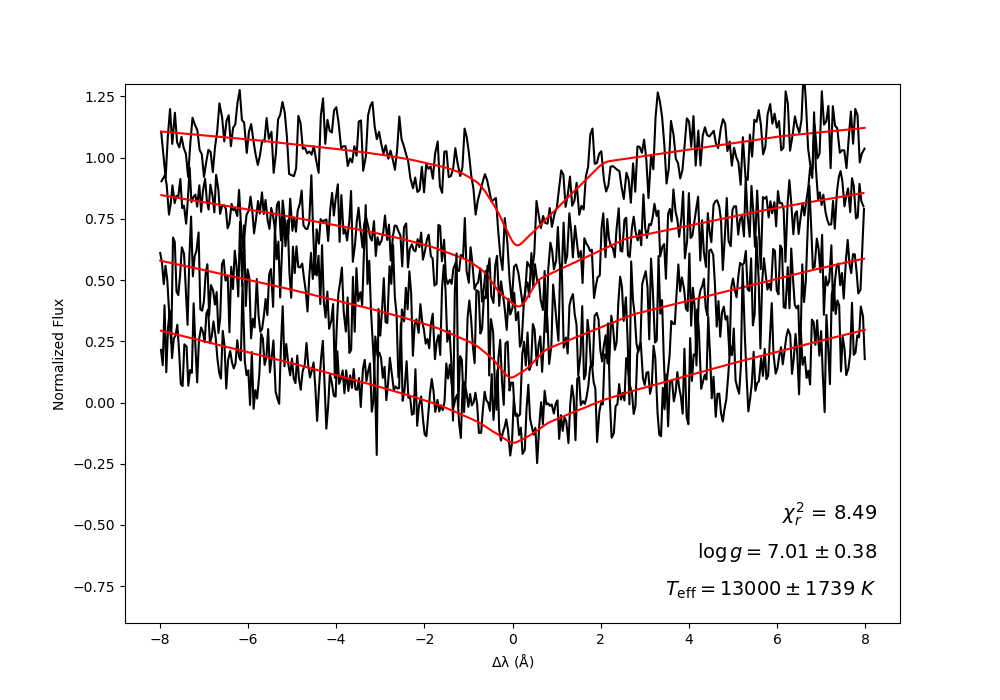 1.25
1.00
0.75
0.50
0.25
0.00
−0.25
−0.50
−0.75
Normalized Flux
χ²ᵣ = 8.49
log g = 7.01 ± 0.38
T_eff = 13000 ± 1739 K
−8 −6 −4 −2 0 2 4 6 8
Δλ (Å)